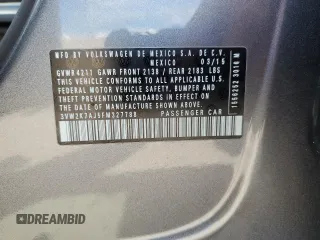 MFD BY VOLKSWAGEN DE MEXICO S.A. DE C.V.
MEXICO 03/15
GVWR 4211 GAWR FRONT 2138 / REAR 2183 LBS
THIS VEHICLE CONFORMS TO ALL APPLICABLE
FEDERAL MOTOR VEHICLE SAFETY, BUMPER AND
THEFT PREVENTION STANDARDS IN EFFECT ON THE
DATE OF MANUFACTURE SHOWN ABOVE
PASSENGER CAR
DREAMBID